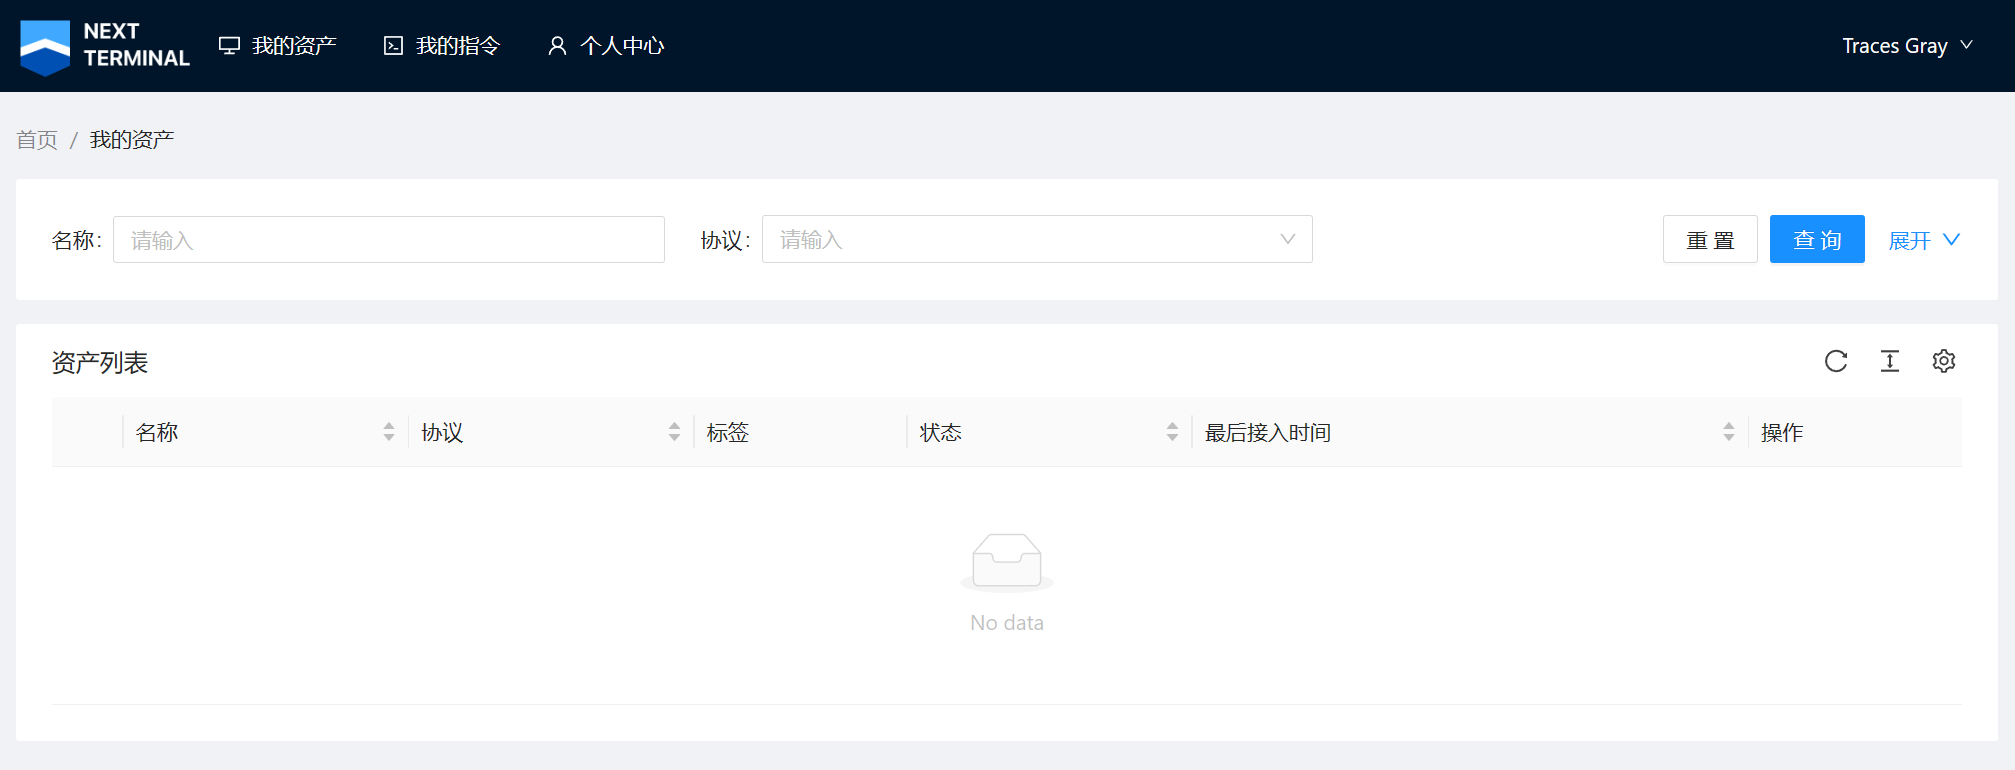 NEXT
TERMINAL
我的资产
我的指令
个人中心
Traces Gray
首页 / 我的资产
名称:
请输入
协议:
请输入
重 置
查 询
展开
资产列表
名称
协议
标签
状态
最后接入时间
操作
No data